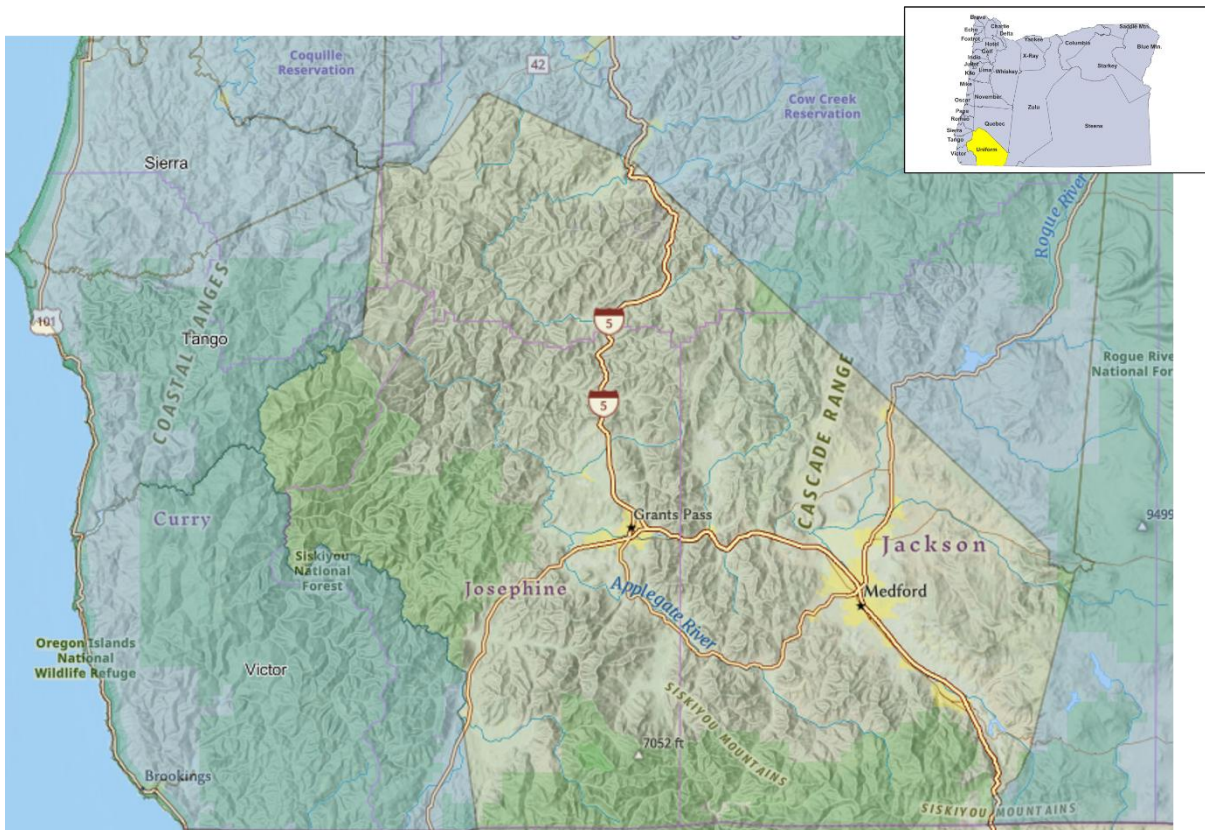 Bravo
Echo
Charlie
Delta
Foxtrot
Hotel
Golf
India
Juliet
Kilo
Lima
Whiskey
Yankee
X-Ray
Columbia
Saddle Mtn.
Blue Mtn.
Starkey
Mike
November
Oscar
Papa
Romeo
Quebec
Zulu
Steens
Sierra
Tango
Victor
Uniform
Coquille
Reservation
42
Cow Creek
Reservation
Sierra
Rogue River
COASTAL RANGES
101
Tango
5
5
CASCADE RANGE
Rogue Rive
National Fore
Curry
Grants Pass
9499
Jackson
Siskiyou
National
Forest
Josephine
Applegate River
Medford
Oregon Islands
National
Wildlife Refuge
Victor
SISKIYOU MOUNTAINS
7052 ft
Brookings
SISKIYOU MOUNTAINS